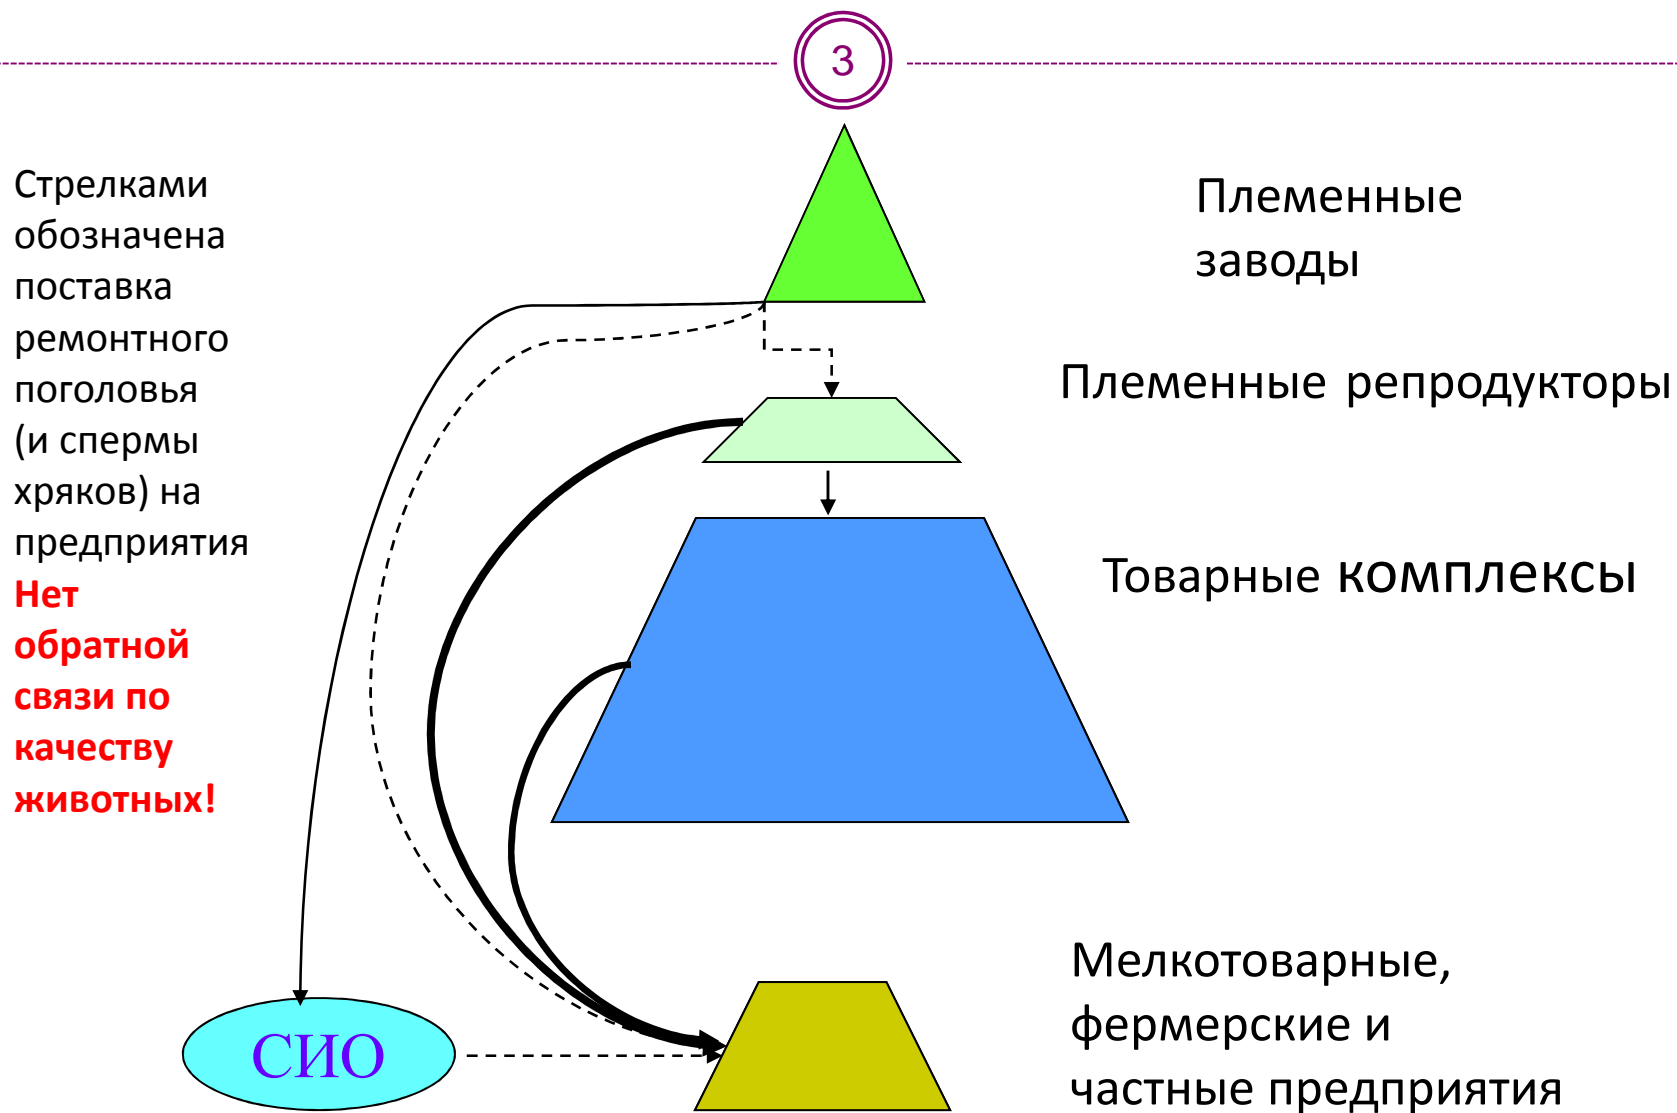 3
Стрелками
обозначена
поставка
ремонтного
поголовья
(и спермы
хряков) на
предприятия
Нет
обратной
связи по
качеству
животных!
Племенные
заводы
Племенные репродукторы
Товарные комплексы
Мелкотоварные,
фермерские и
частные предприятия
СИО